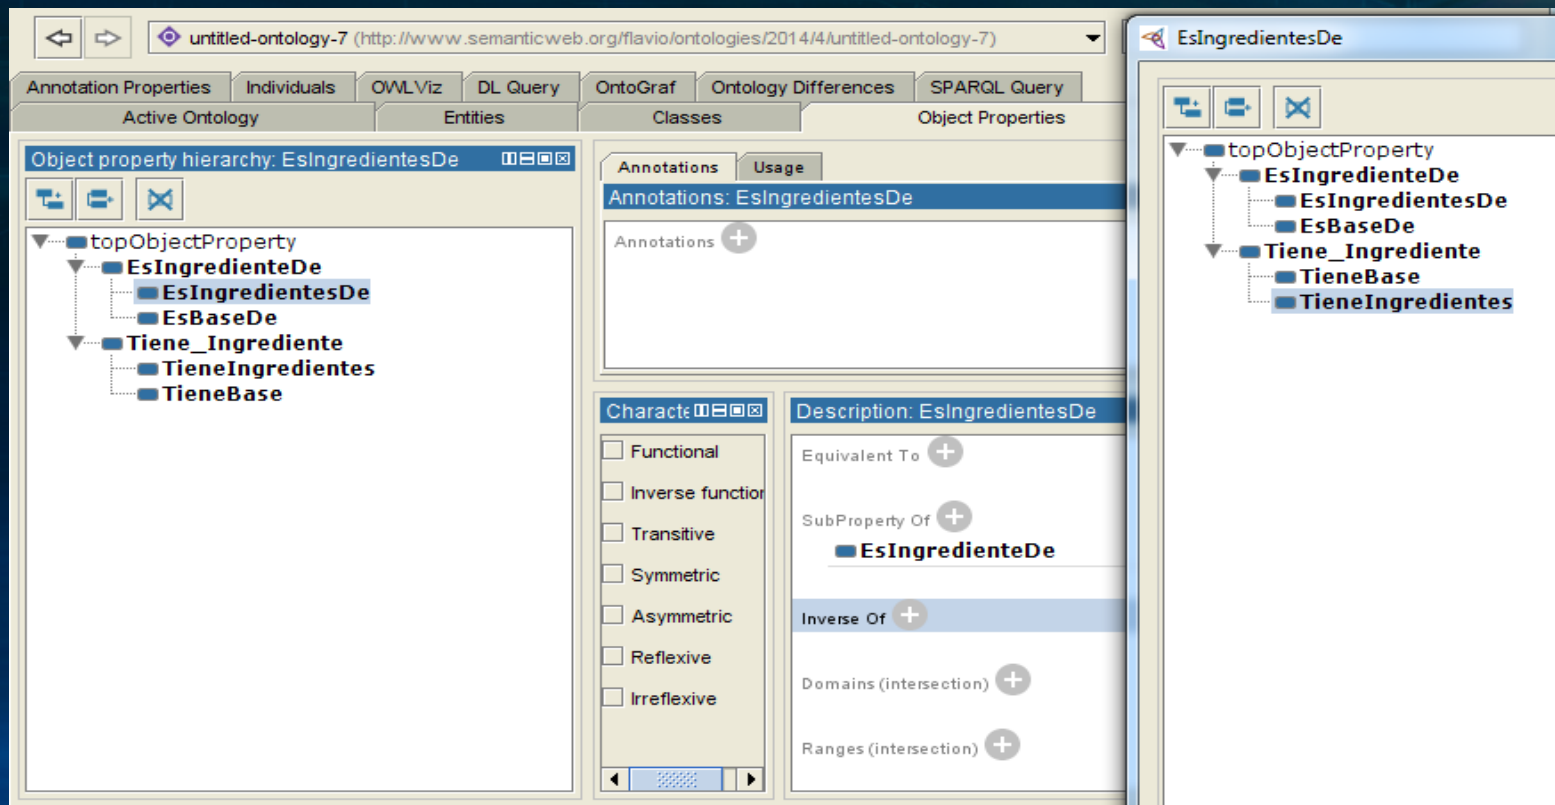 untitled-ontology-7 (http://www.semanticweb.org/flavio/ontologies/2014/4/untitled-ontology-7)
Annotation Properties Individuals OWLViz DL Query OntoGraf Ontology Differences SPARQL Query
Active Ontology Entities Classes Object Properties
Object property hierarchy: EsIngredientesDe
topObjectProperty
EsIngredienteDe
EsIngredientesDe
EsBaseDe
Tiene_Ingrediente
TieneIngredientes
TieneBase
Annotations Usage
Annotations: EsIngredientesDe
Annotations
Characte
Functional
Inverse function
Transitive
Symmetric
Asymmetric
Reflexive
Irreflexive
Description: EsIngredientesDe
Equivalent To
SubProperty Of
EsIngredienteDe
Inverse Of
Domains (intersection)
Ranges (intersection)
EsIngredientesDe
topObjectProperty
EsIngredienteDe
EsIngredientesDe
EsBaseDe
Tiene_Ingrediente
TieneBase
TieneIngredientes